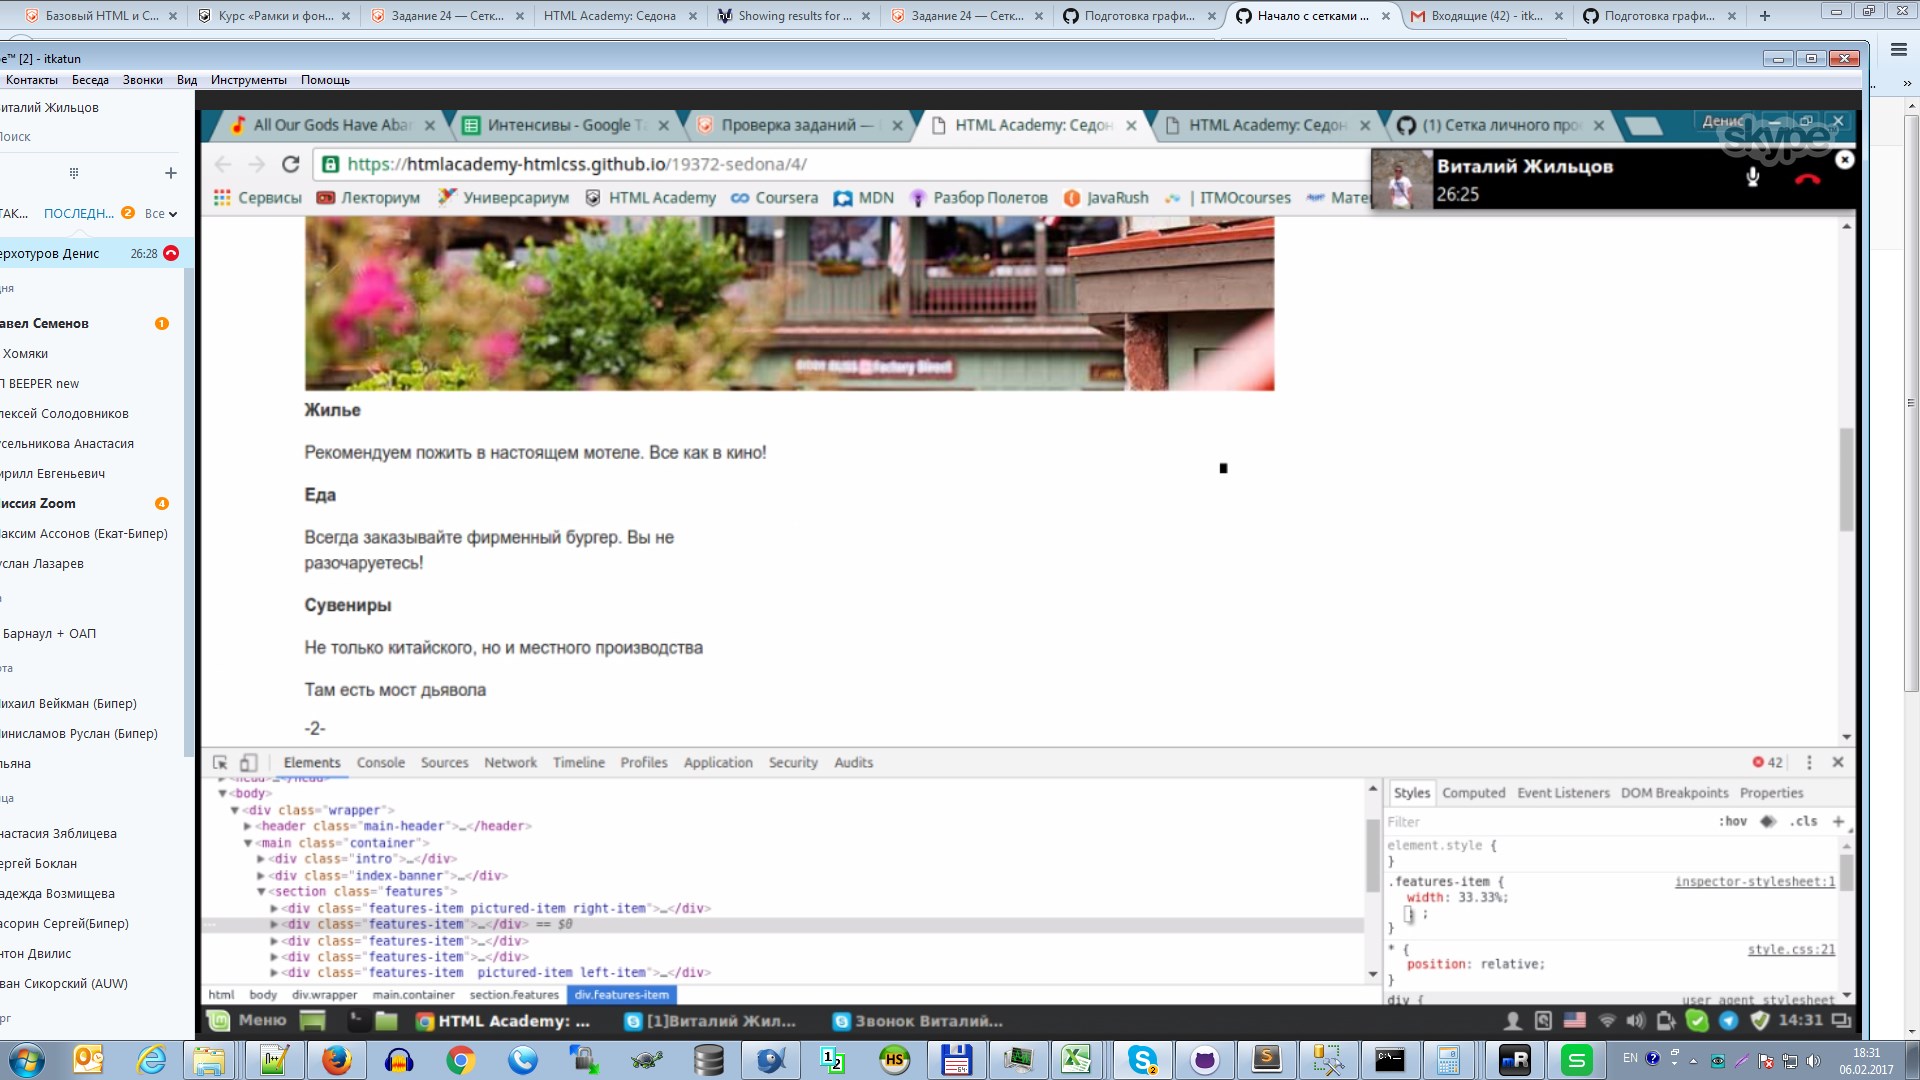 Базовый HTML и С...
Курс «Рамки и фон...
Задание 24 — Сетк...
HTML Academy: Седона
Showing results for ...
Задание 24 — Сетк...
Подготовка графи...
Начало с сетками ...
Входящие (42) - itk...
Подготовка графи...
[2] - itkatun
Контакты Беседа Звонки Вид Инструменты Помощь
италий Жильцов
Поиск
ПОСЛЕДН... 2 Все
ерхотуров Денис 26:28
авел Семенов 1
Хомяки
П BEEPER new
лексей Солодовников
усельникова Анастасия
ирилл Евгеньевич
иссия Zoom 4
аксим Ассонов (Екат-Бипер)
услан Лазарев
Барнаул + ОАП
ихаил Вейкман (Бипер)
инисламов Руслан (Бипер)
льяна
ица
настасия Зяблицева
ергей Боклан
адежда Возмищева
асорин Сергей(Бипер)
нтон Двилис
ван Сикорский (AUW)
All Our Gods Have Aba
Интенсивы - Google Т
Проверка заданий —
HTML Academy: Седон
HTML Academy: Седон
(1) Сетка личного про
Денис
skype™
https://htmlacademy-htmlcss.github.io/19372-sedona/4/
Виталий Жильцов
26:25
Сервисы Лекториум Универсариум HTML Academy Coursera MDN Разбор Полетов JavaRush | ITMOcourses Мате
Жилье
Рекомендуем пожить в настоящем мотеле. Все как в кино!
Еда
Всегда заказывайте фирменный бургер. Вы не
разочаруетесь!
Сувениры
Не только китайского, но и местного производства
Там есть мост дьявола
-2-
Elements Console Sources Network Timeline Profiles Application Security Audits 42
<head>…</head>
<body>
<div class="wrapper">
<header class="main-header">…</header>
<main class="container">
<div class="intro">…</div>
<div class="index-banner">…</div>
<section class="features">
<div class="features-item pictured-item right-item">…</div>
<div class="features-item">…</div> == $0
<div class="features-item">…</div>
<div class="features-item">…</div>
<div class="features-item  pictured-item left-item">…</div>
html body div.wrapper main.container section.features div.features-item
Styles Computed Event Listeners DOM Breakpoints Properties
Filter :hov .cls +
element.style {
}
.features-item { inspector-stylesheet:1
width: 33.33%;
: ;
}
* { style.css:21
position: relative;
}
div { user agent stylesheet
Меню
HTML Academy: ...
[1]Виталий Жил...
Звонок Виталий...
14:31
EN
18:31
06.02.2017